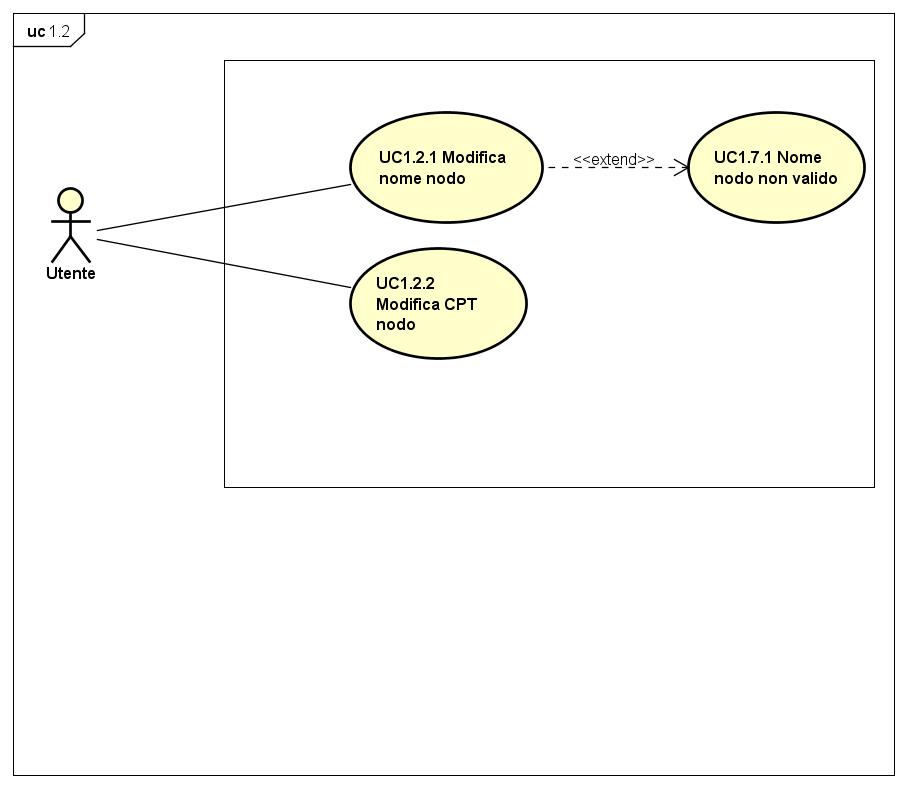 uc 1.2
UC1.2.1 Modifica
nome nodo
<<extend>>
UC1.7.1 Nome
nodo non valido
Utente
UC1.2.2
Modifica CPT
nodo